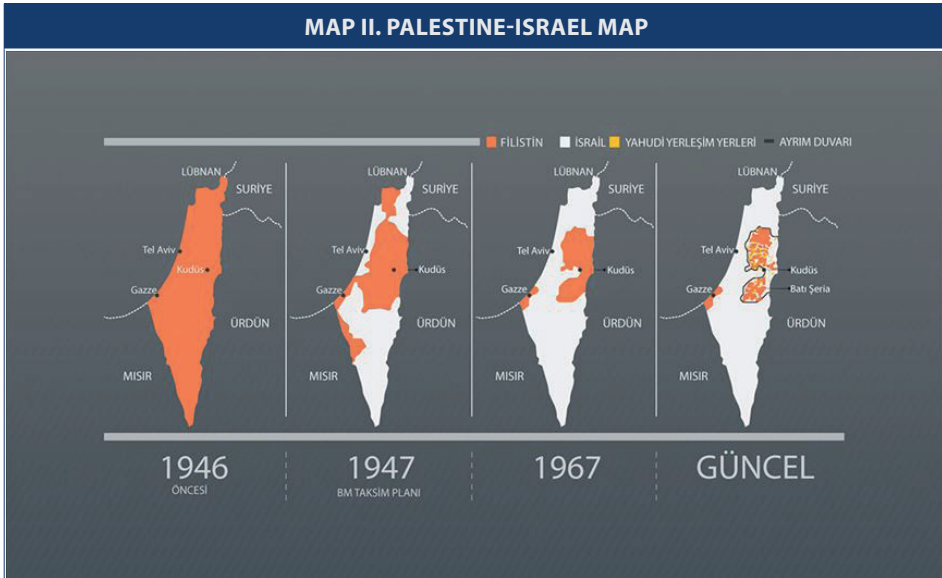 MAP II. PALESTINE-ISRAEL MAP
FİLİSTİN
İSRAİL
YAHUDİ YERLEŞİM YERLERİ
AYRIM DUVARI
LÜBNAN
SURİYE
Tel Aviv
Kudüs
Gazze
ÜRDÜN
MISIR
LÜBNAN
SURİYE
Tel Aviv
Kudüs
Gazze
ÜRDÜN
MISIR
LÜBNAN
SURİYE
Tel Aviv
Kudüs
Gazze
ÜRDÜN
MISIR
LÜBNAN
SURİYE
Tel Aviv
Kudüs
Batı Şeria
Gazze
ÜRDÜN
MISIR
1946
ÖNCESİ
1947
BM TAKSİM PLANI
1967
GÜNCEL